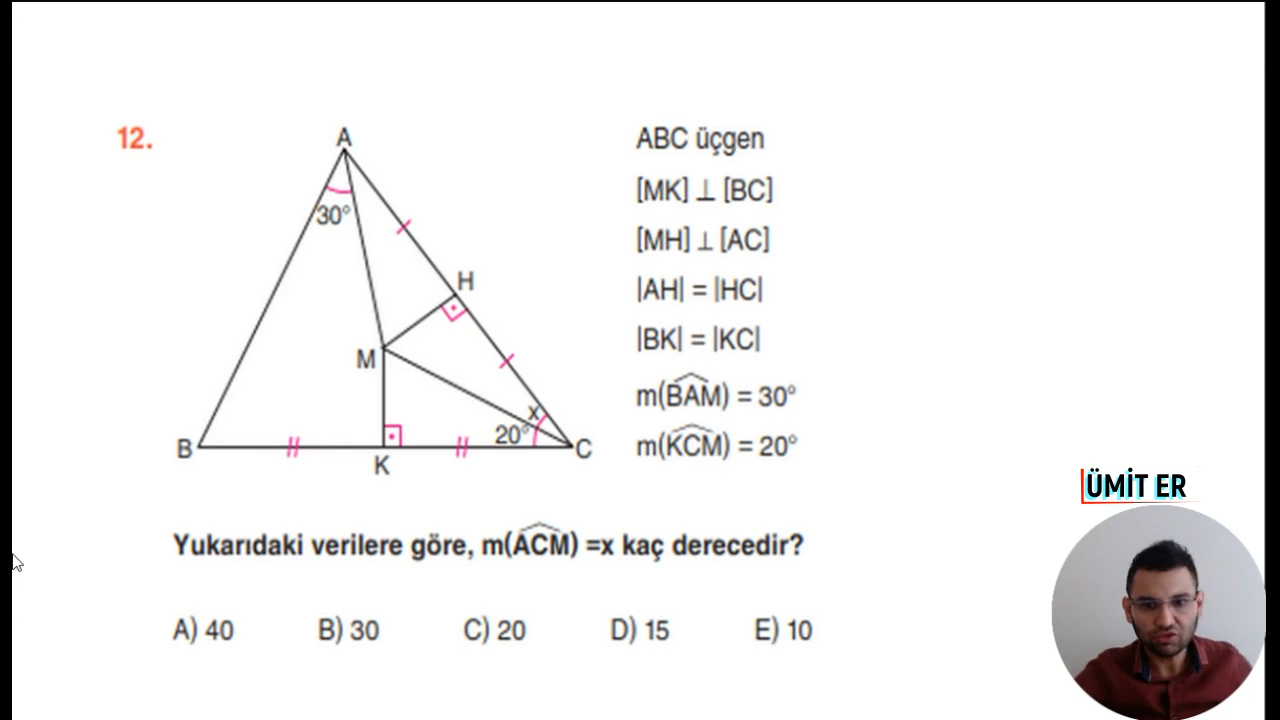 12.
A
30°
H
M
x
20°
B
K
C
ABC üçgen
[MK] ⊥ [BC]
[MH] ⊥ [AC]
|AH| = |HC|
|BK| = |KC|
m(BAM) = 30°
m(KCM) = 20°
ÜMİT ER
Yukarıdaki verilere göre, m(ACM) =x kaç derecedir?
A) 40 B) 30 C) 20 D) 15 E) 10